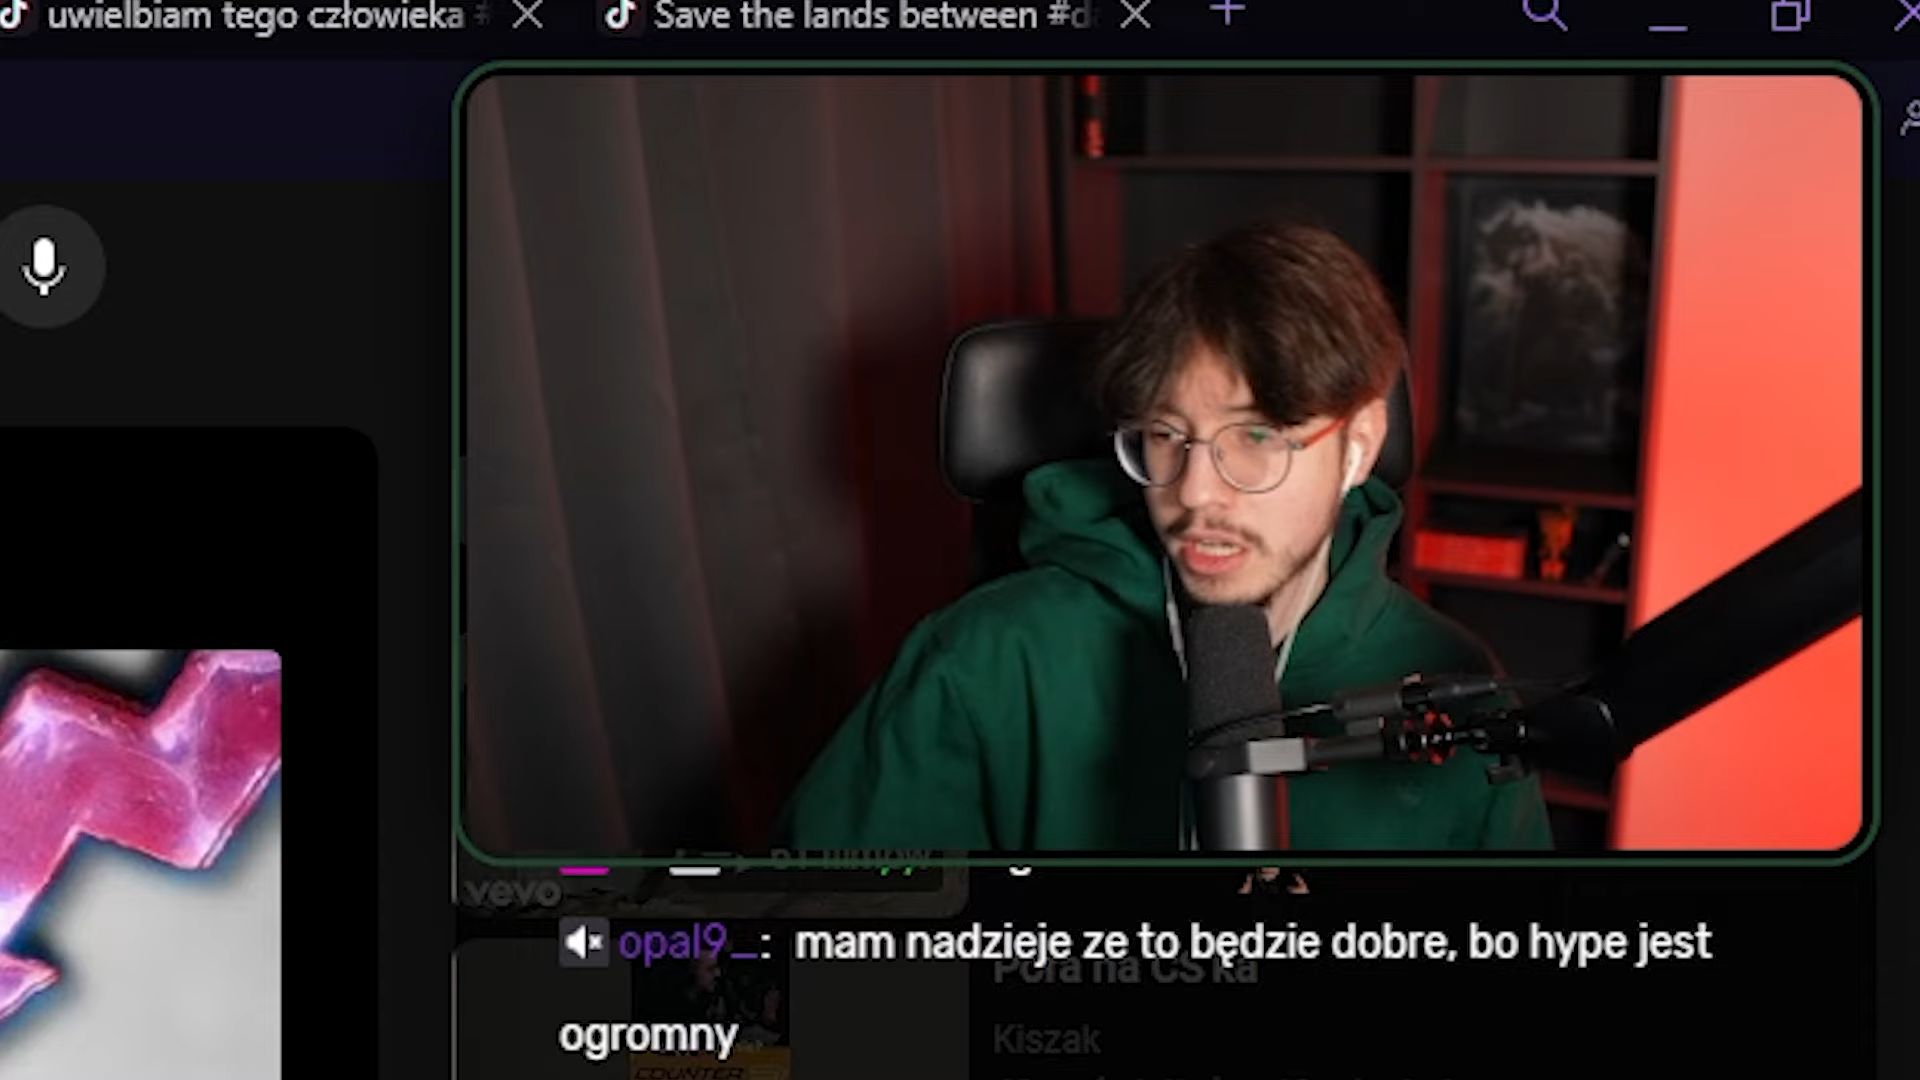 uwielbiam tego człowieka #
Save the lands between #d
vevo
opal9_: mam nadzieje ze to będzie dobre, bo hype jest
ogromny
Pora na CS'ka
Kiszak
COUNTER